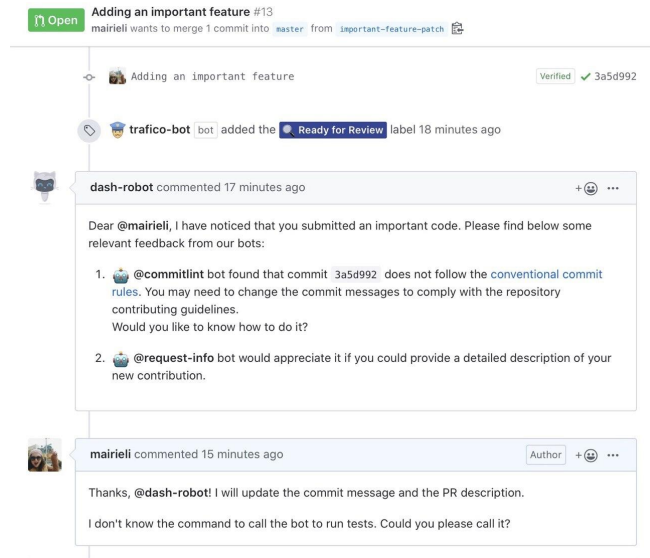 Open
Adding an important feature #13
mairieli wants to merge 1 commit into master from important-feature-patch
Adding an important feature Verified 3a5d992
trafico-bot bot added the Ready for Review label 18 minutes ago
dash-robot commented 17 minutes ago
Dear @mairieli, I have noticed that you submitted an important code. Please find below some
relevant feedback from our bots:
1. @commitlint bot found that commit 3a5d992 does not follow the conventional commit
rules. You may need to change the commit messages to comply with the repository
contributing guidelines.
Would you like to know how to do it?
2. @request-info bot would appreciate it if you could provide a detailed description of your
new contribution.
mairieli commented 15 minutes ago Author
Thanks, @dash-robot! I will update the commit message and the PR description.
I don't know the command to call the bot to run tests. Could you please call it?